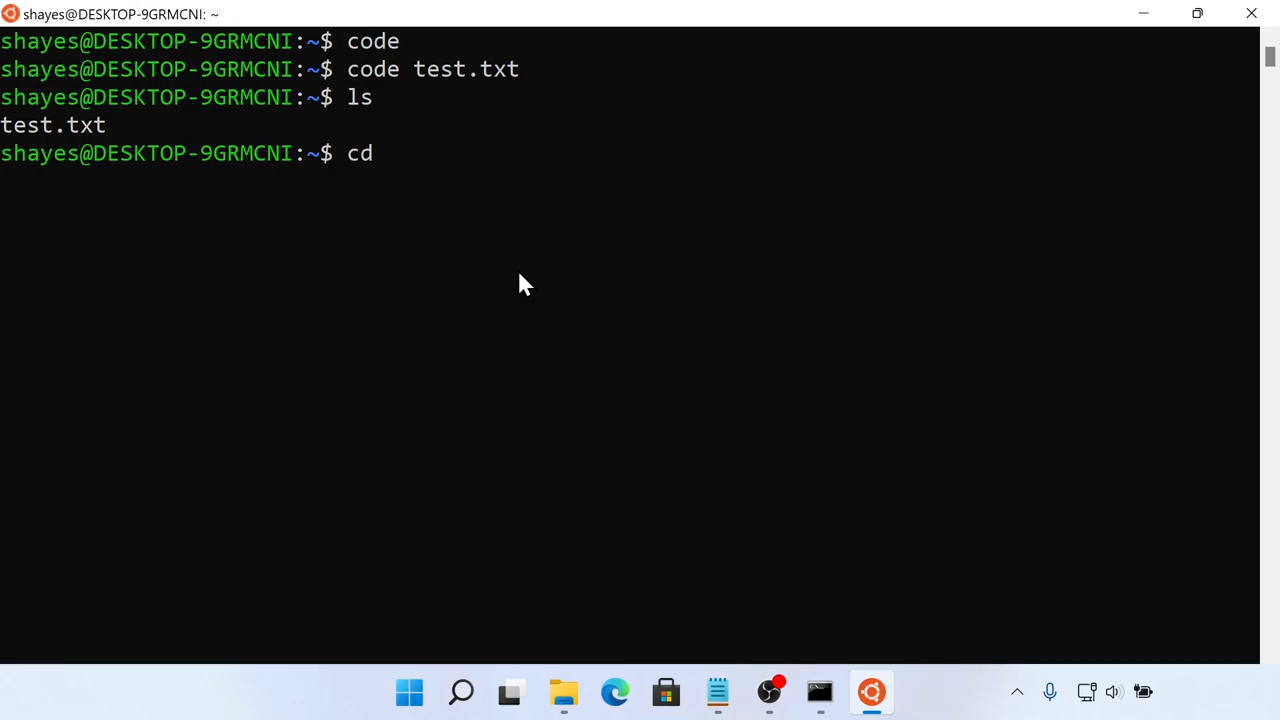 shayes@DESKTOP-9GRMCNI: ~
shayes@DESKTOP-9GRMCNI:~$ code
shayes@DESKTOP-9GRMCNI:~$ code test.txt
shayes@DESKTOP-9GRMCNI:~$ ls
test.txt
shayes@DESKTOP-9GRMCNI:~$ cd